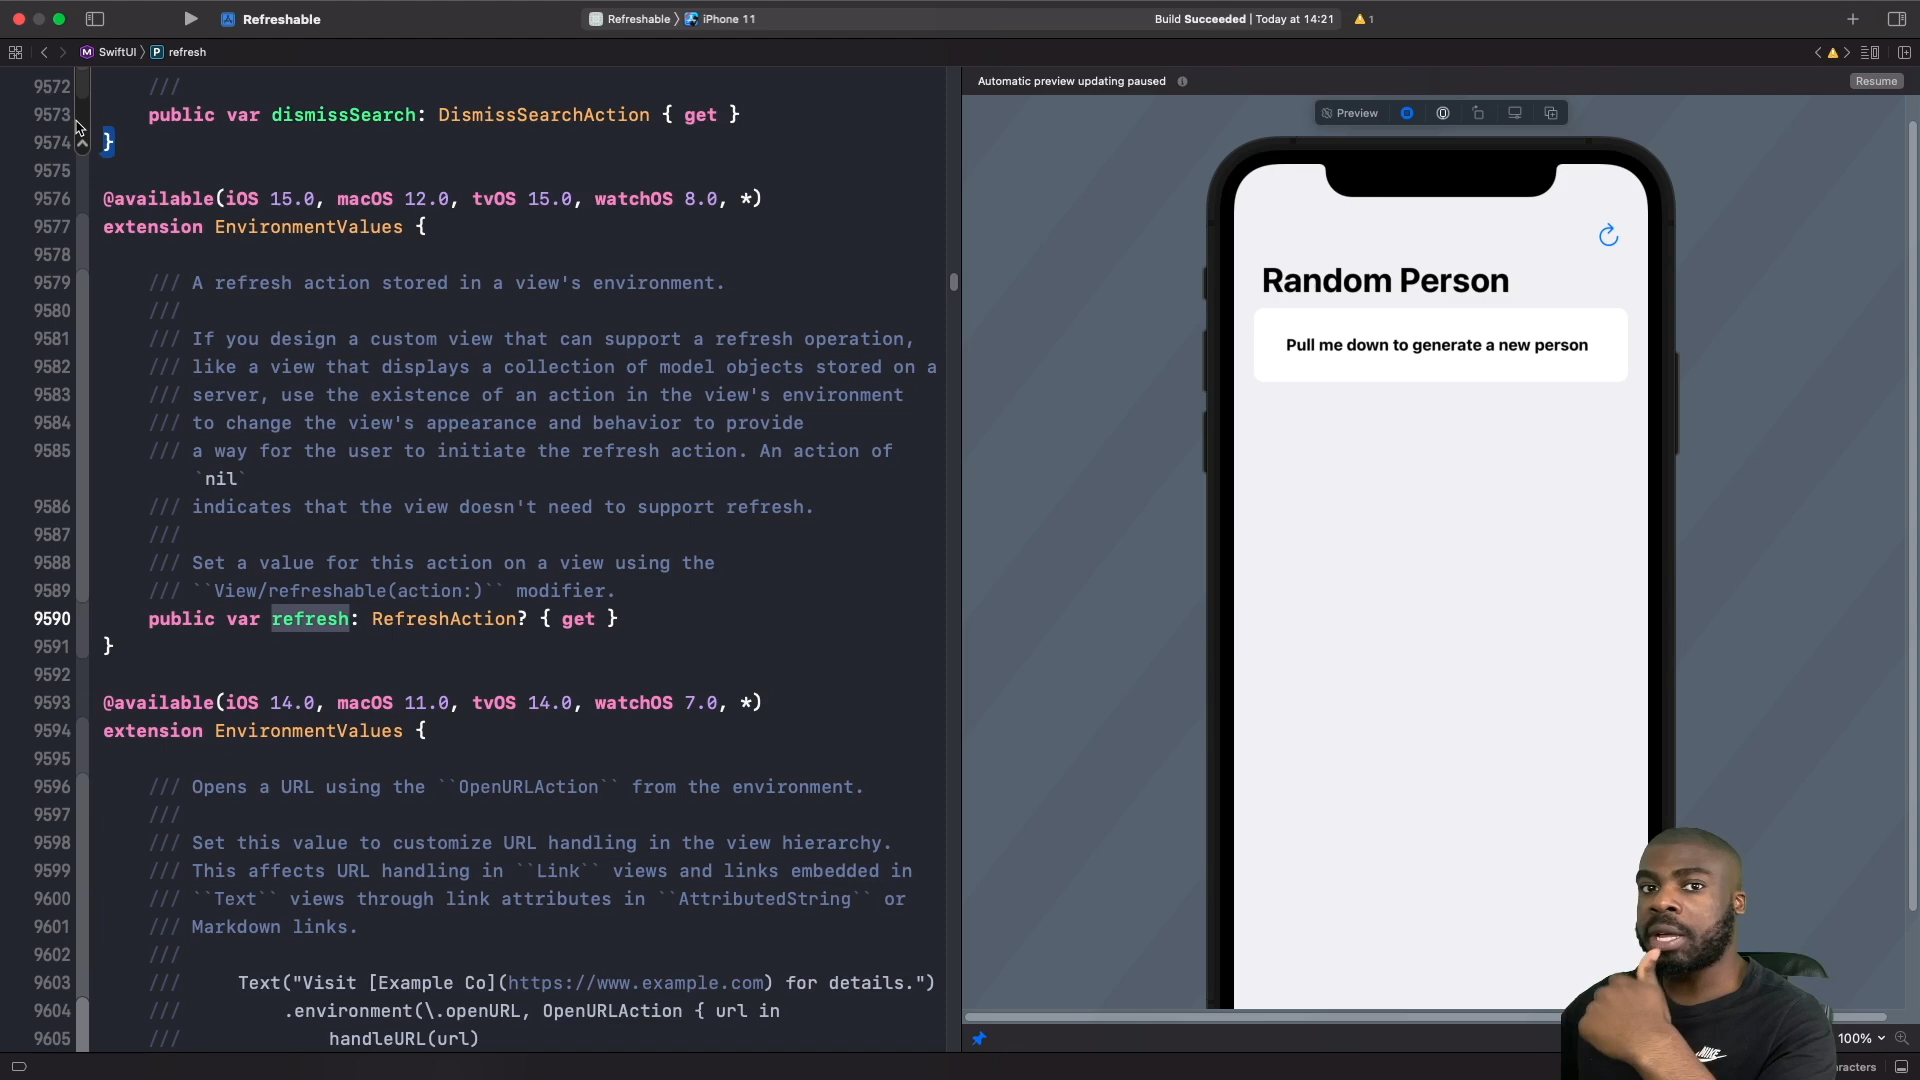 Refreshable
Refreshable 〉 iPhone 11
Build Succeeded | Today at 14:21
1
SwiftUI 〉 refresh
9572 ///
9573 public var dismissSearch: DismissSearchAction { get }
9574 }
9575
9576 @available(iOS 15.0, macOS 12.0, tvOS 15.0, watchOS 8.0, *)
9577 extension EnvironmentValues {
9578
9579 /// A refresh action stored in a view's environment.
9580 ///
9581 /// If you design a custom view that can support a refresh operation,
9582 /// like a view that displays a collection of model objects stored on a
9583 /// server, use the existence of an action in the view's environment
9584 /// to change the view's appearance and behavior to provide
9585 /// a way for the user to initiate the refresh action. An action of
`nil`
9586 /// indicates that the view doesn't need to support refresh.
9587 ///
9588 /// Set a value for this action on a view using the
9589 /// ``View/refreshable(action:)`` modifier.
9590 public var refresh: RefreshAction? { get }
9591 }
9592
9593 @available(iOS 14.0, macOS 11.0, tvOS 14.0, watchOS 7.0, *)
9594 extension EnvironmentValues {
9595
9596 /// Opens a URL using the ``OpenURLAction`` from the environment.
9597 ///
9598 /// Set this value to customize URL handling in the view hierarchy.
9599 /// This affects URL handling in ``Link`` views and links embedded in
9600 /// ``Text`` views through link attributes in ``AttributedString`` or
9601 /// Markdown links.
9602 ///
9603 /// Text("Visit [Example Co](https://www.example.com) for details.")
9604 /// .environment(\.openURL, OpenURLAction { url in
9605 /// handleURL(url)
Automatic preview updating paused
Resume
Preview
Random Person
Pull me down to generate a new person
NIKE
100%